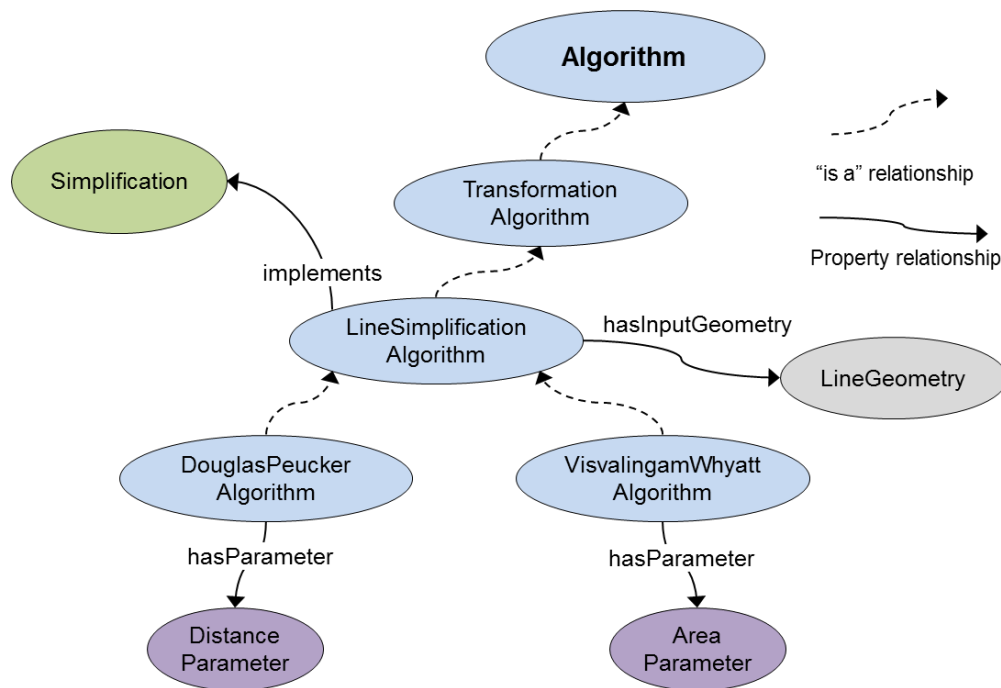 Algorithm
Simplification
Transformation
Algorithm
"is a" relationship
Property relationship
implements
LineSimplification
Algorithm
hasInputGeometry
LineGeometry
DouglasPeucker
Algorithm
VisvalingamWhyatt
Algorithm
hasParameter
hasParameter
Distance
Parameter
Area
Parameter